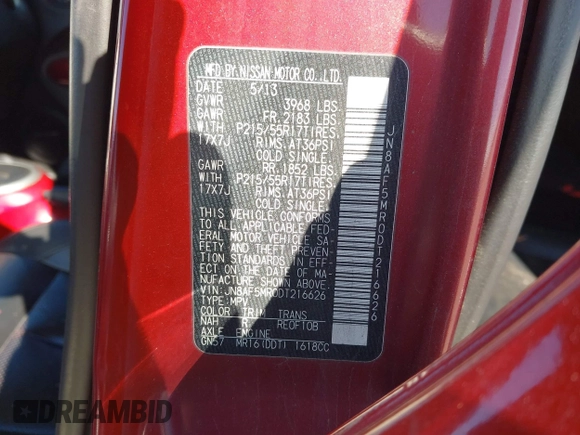 MFD BY NISSAN MOTOR CO., LTD.
DATE 5/13
GVWR 3968 LBS.
GAWR FR. 2183 LBS
WITH P215/55R17TIRES,
17X7J RIMS, AT36PSI
COLD SINGLE.
GAWR RR. 1852 LBS.
WITH P215/55R17TIRES,
17X7J RIMS, AT36PSI
COLD SINGLE.
THIS VEHICLE CONFORMS
TO ALL APPLICABLE FED-
ERAL MOTOR VEHICLE SA-
FETY AND THEFT PREVEN-
TION STANDARDS IN EFF-
ECT ON THE DATE OF MA-
NUFACTURE SHOWN ABOVE.
VIN: JN8AF5MR0DT216626
TYPE: MPV
COLOR TRIM TRANS
NAH RE0F10B
AXLE ENGINE
GN57 MR16(DDT) 1618CC
JN8AF5MR0DT216626
DREAMBID